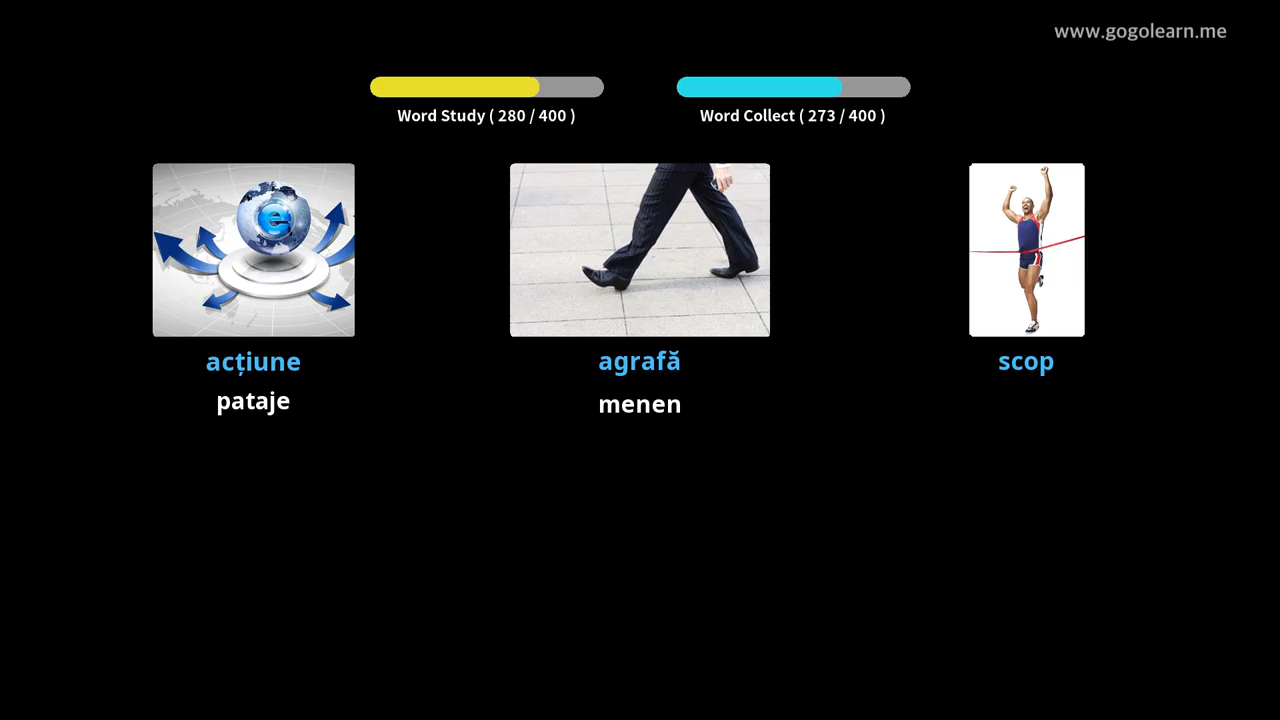 www.gogolearn.me
Word Study ( 280 / 400 )
Word Collect ( 273 / 400 )
e
acțiune
pataje
agrafă
menen
scop